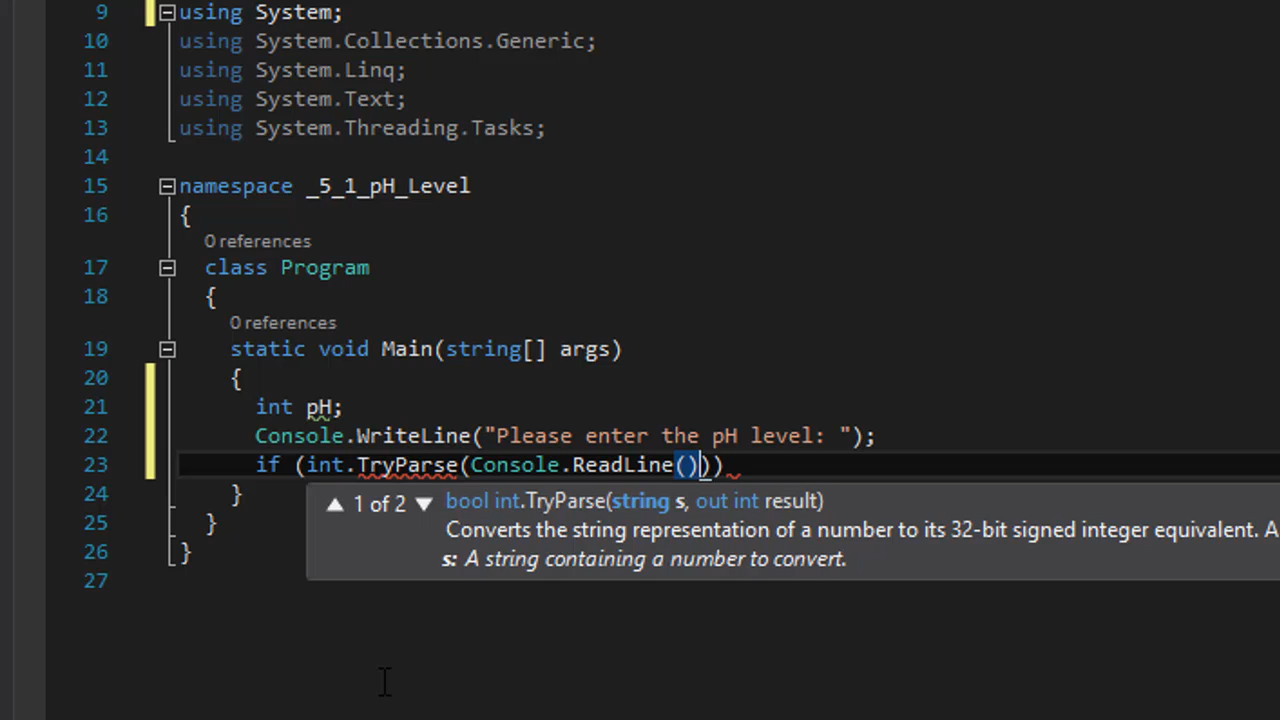 9 using System;
10 using System.Collections.Generic;
11 using System.Linq;
12 using System.Text;
13 using System.Threading.Tasks;
14
15 namespace _5_1_pH_Level
16 {
0 references
17 class Program
18 {
0 references
19 static void Main(string[] args)
20 {
21 int pH;
22 Console.WriteLine("Please enter the pH level: ");
23 if (int.TryParse(Console.ReadLine()))
24 }
▲ 1 of 2 ▼ bool int.TryParse(string s, out int result)
25 }
Converts the string representation of a number to its 32-bit signed integer equivalent. A
26 }
s: A string containing a number to convert.
27